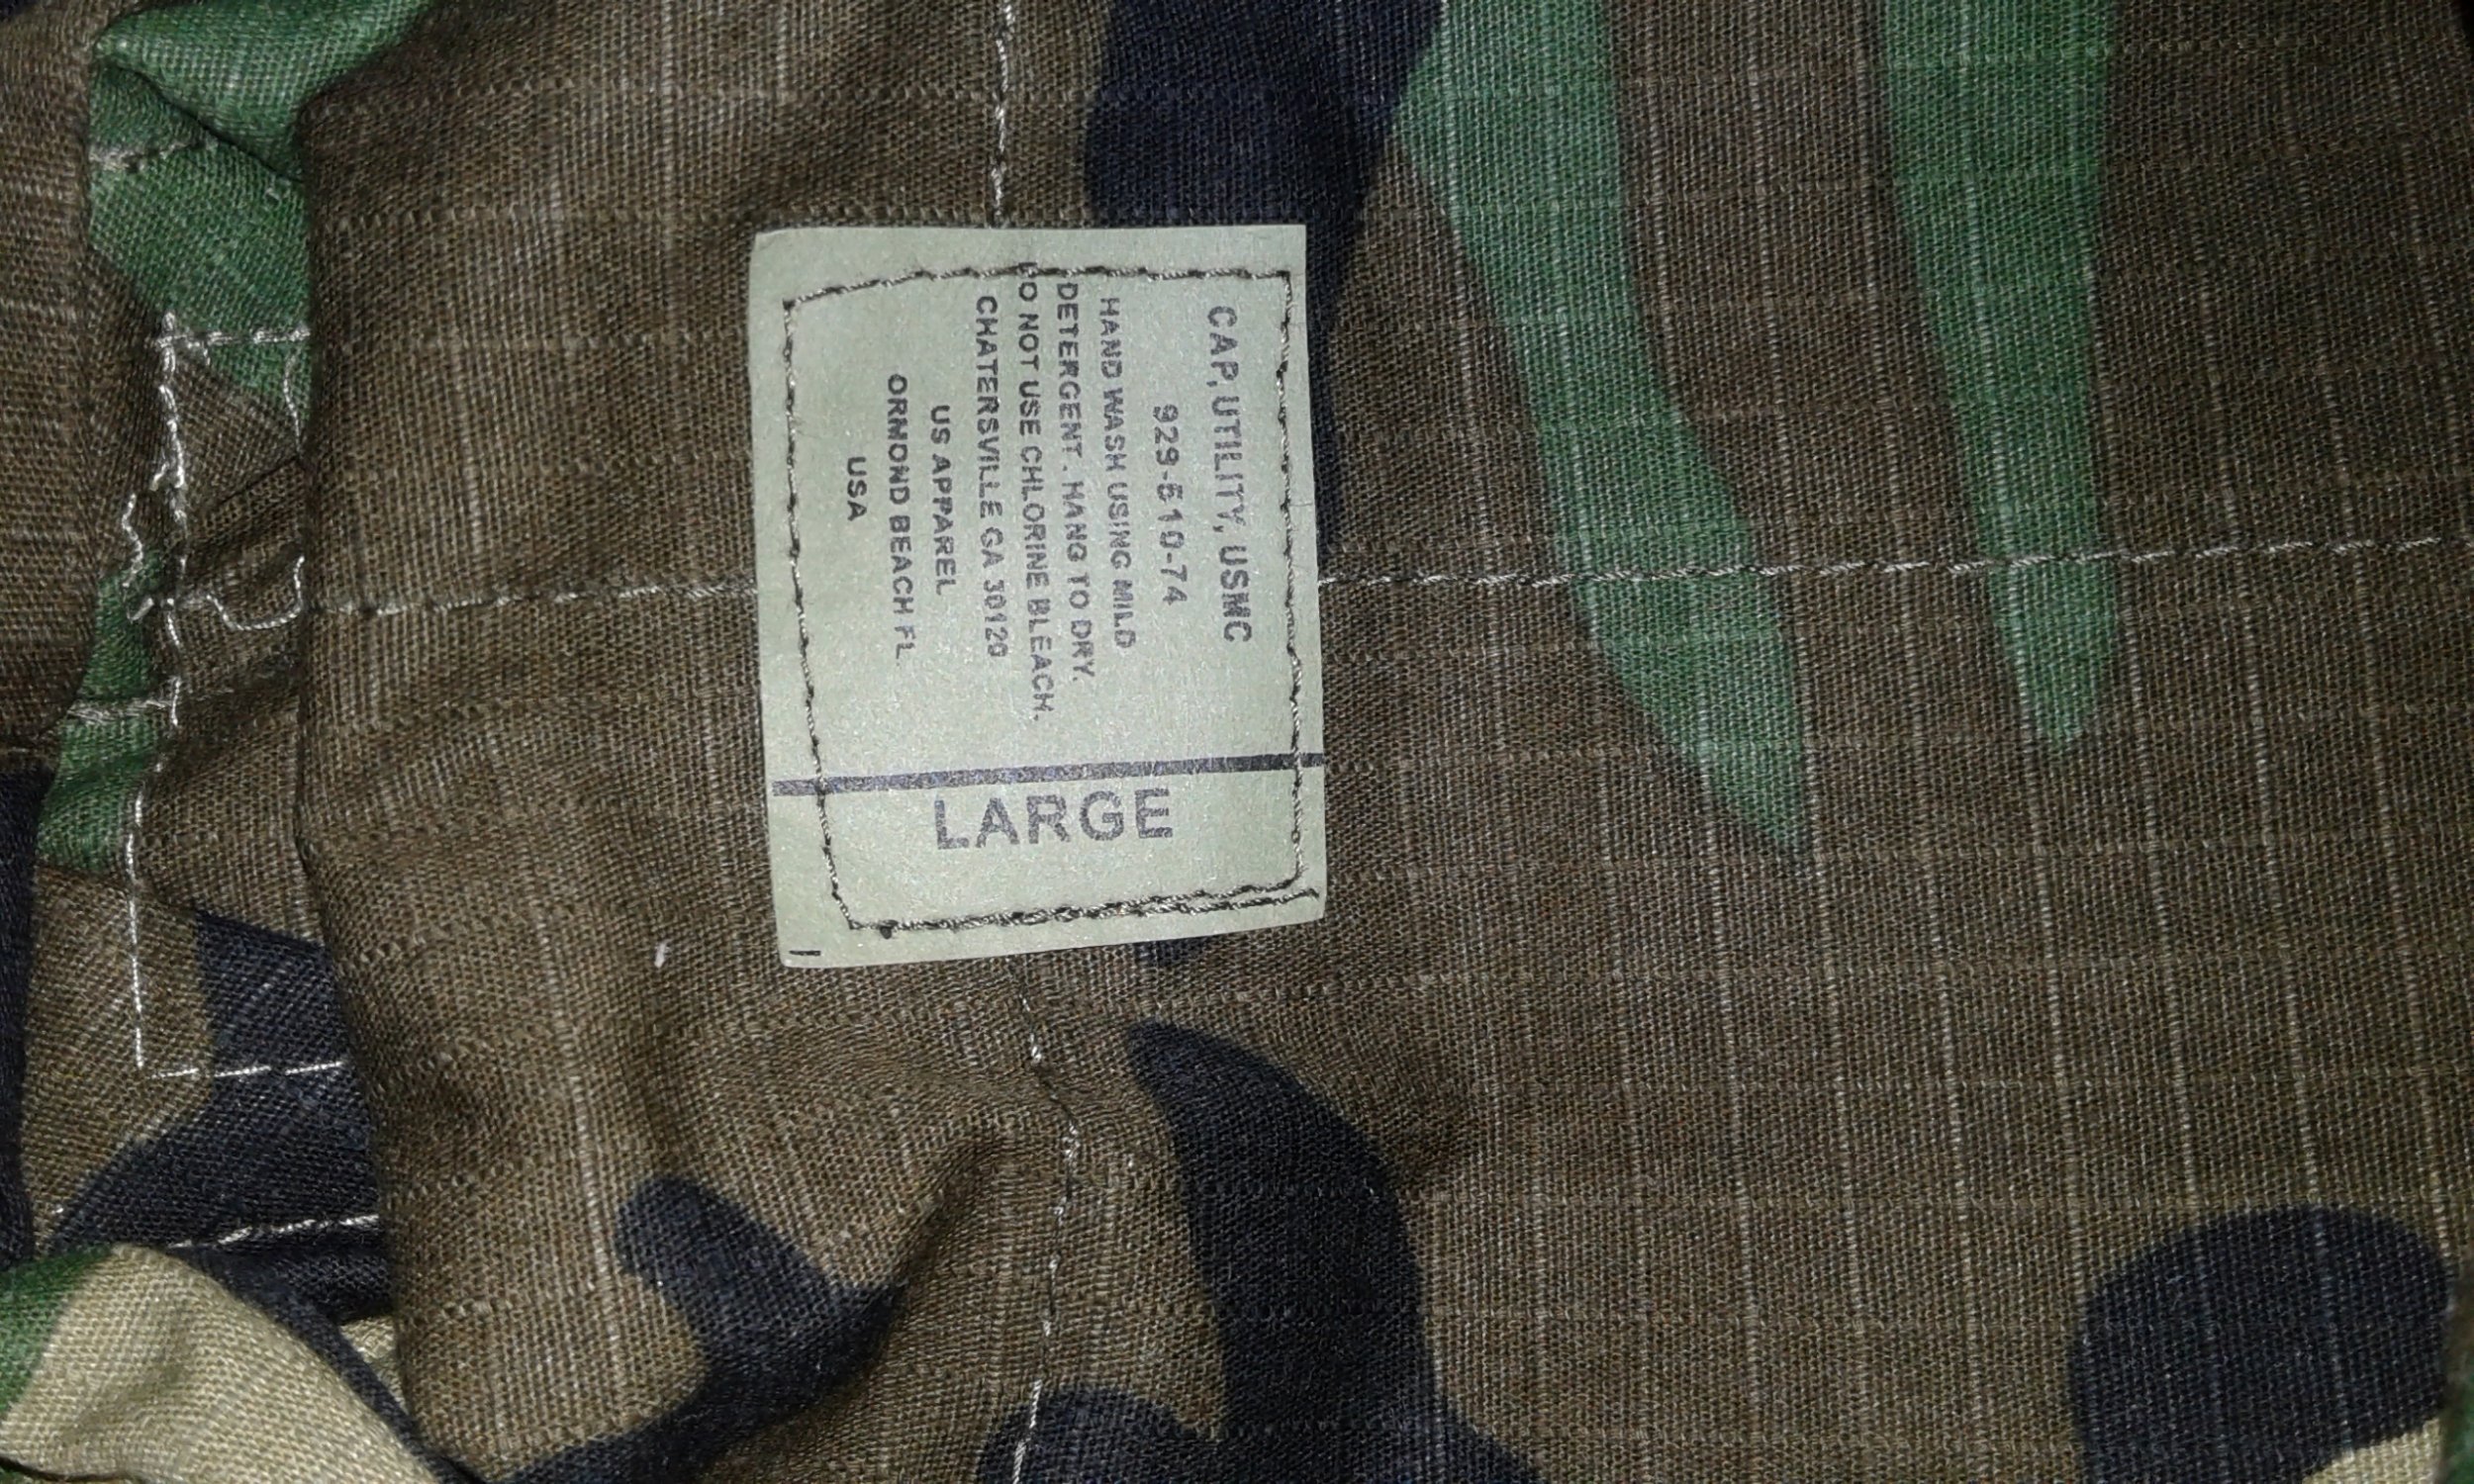 CAP, UTILITY, USMC
929-510-74
HAND WASH USING MILD
DETERGENT. HANG TO DRY.
DO NOT USE CHLORINE BLEACH.
CHATERSVILLE GA 30120
US APPAREL
ORMOND BEACH FL.
USA
LARGE